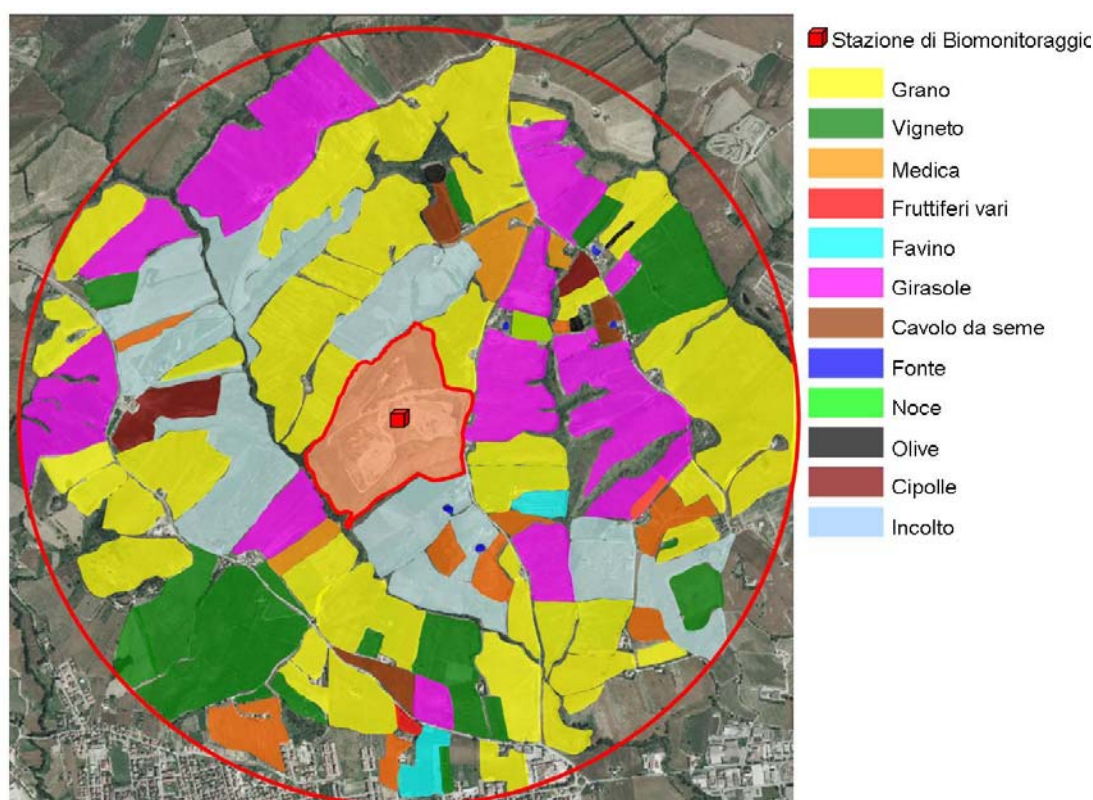 Stazione di Biomonitoraggio
Grano
Vigneto
Medica
Fruttiferi vari
Favino
Girasole
Cavolo da seme
Fonte
Noce
Olive
Cipolle
Incolto